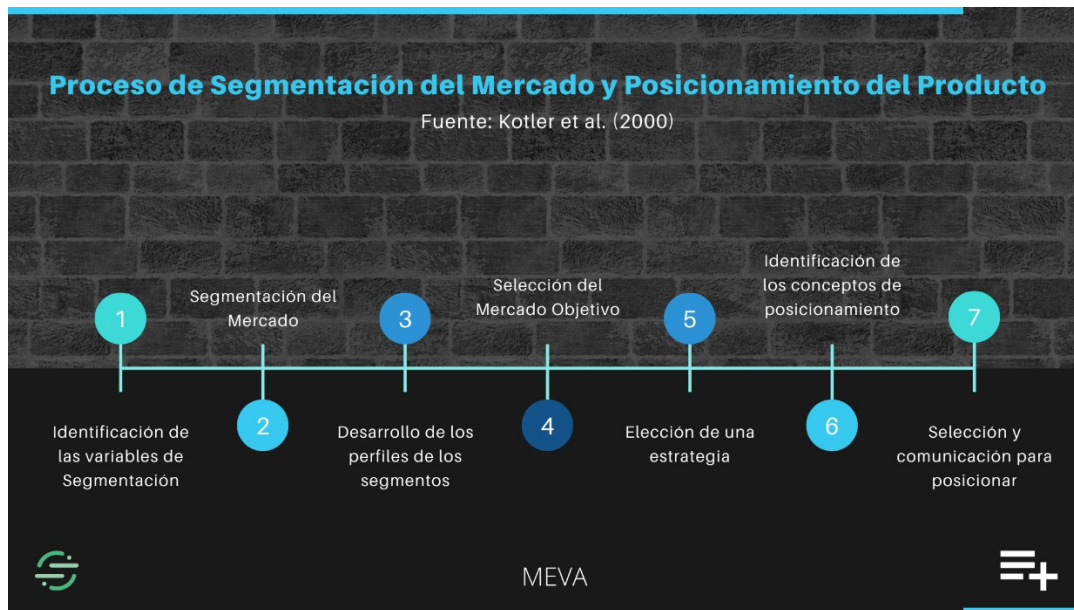 Proceso de Segmentación del Mercado y Posicionamiento del Producto
Fuente: Kotler et al. (2000)
1
Identificación de
las variables de
Segmentación
Segmentación del
Mercado
2
3
Desarrollo de los
perfiles de los
segmentos
Selección del
Mercado Objetivo
4
5
Elección de una
estrategia
Identificación de
los conceptos de
posicionamiento
6
7
Selección y
comunicación para
posicionar
MEVA